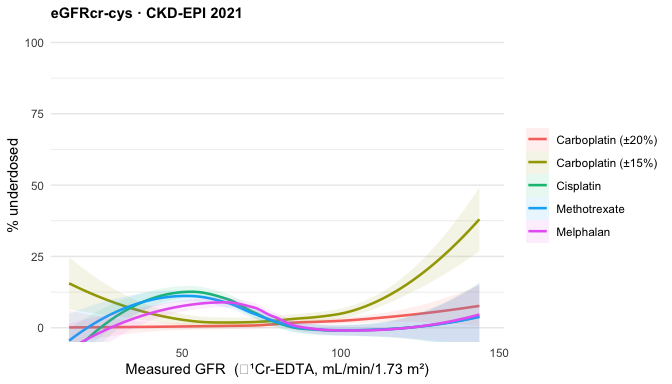 eGFRcr-cys · CKD-EPI 2021
100
75
50
25
0
% underdosed
50
100
150
Measured GFR (□¹Cr-EDTA, mL/min/1.73 m²)
Carboplatin (±20%)
Carboplatin (±15%)
Cisplatin
Methotrexate
Melphalan